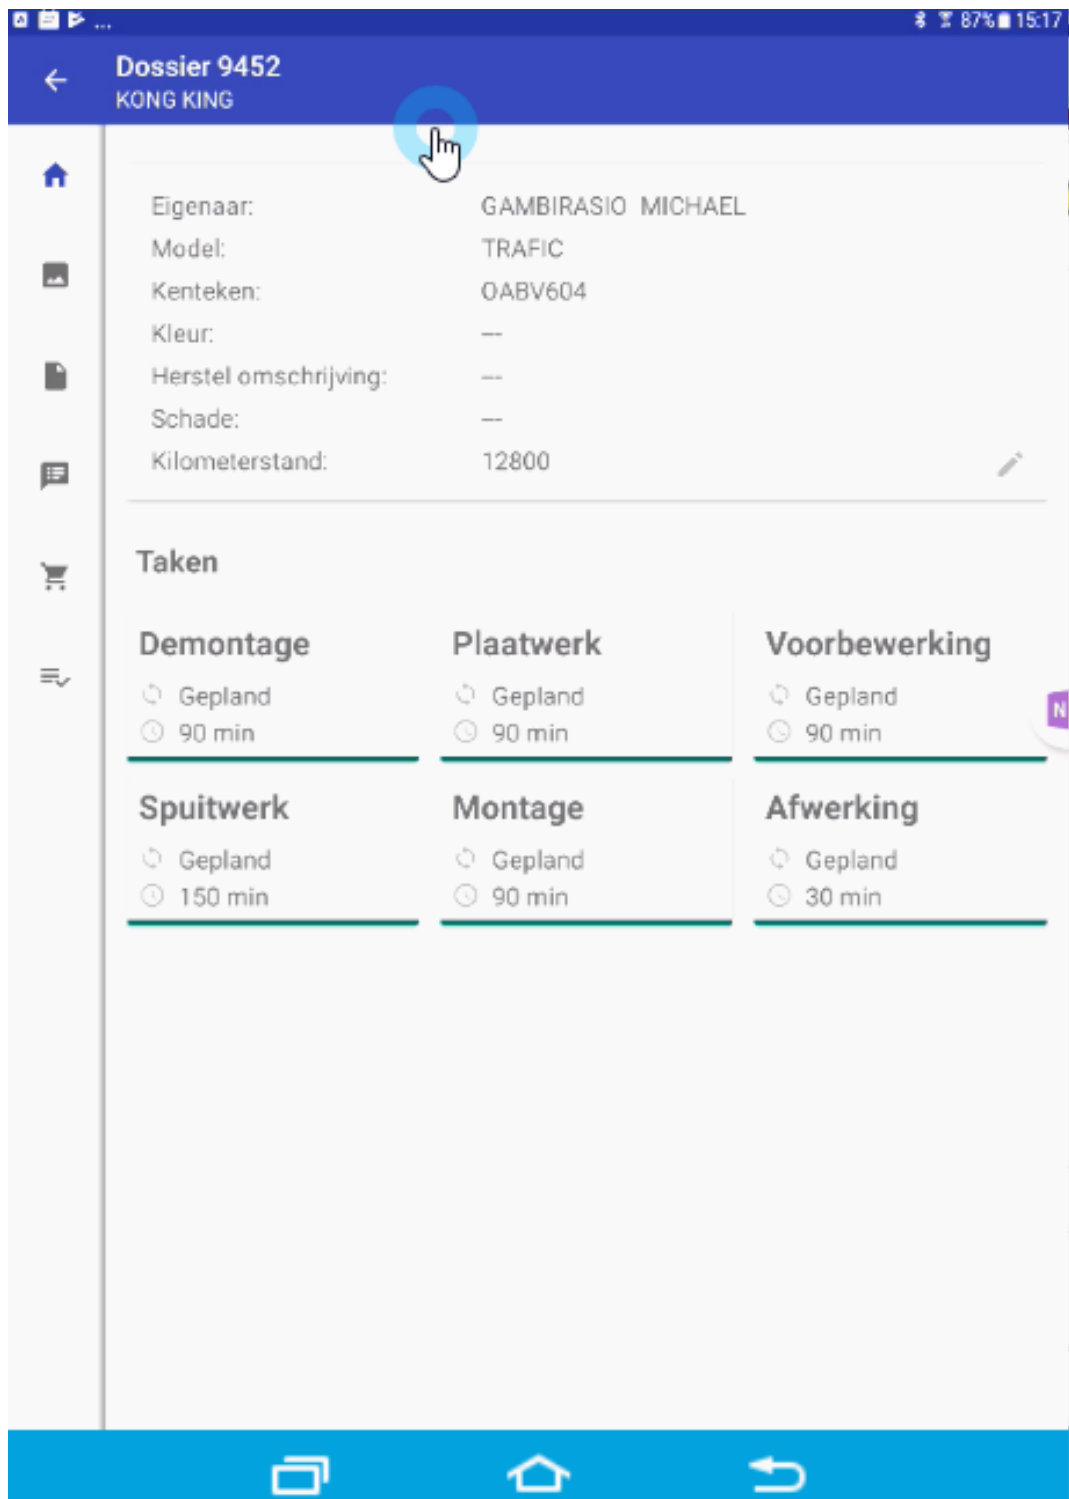 ... 87% 15:17
Dossier 9452
KONG KING
Eigenaar: GAMBIRASIO MICHAEL
Model: TRAFIC
Kenteken: OABV604
Kleur: ---
Herstel omschrijving: ---
Schade: ---
Kilometerstand: 12800
Taken
Demontage Plaatwerk Voorbewerking
Gepland Gepland Gepland
90 min 90 min 90 min
N
Spuitwerk Montage Afwerking
Gepland Gepland Gepland
150 min 90 min 30 min